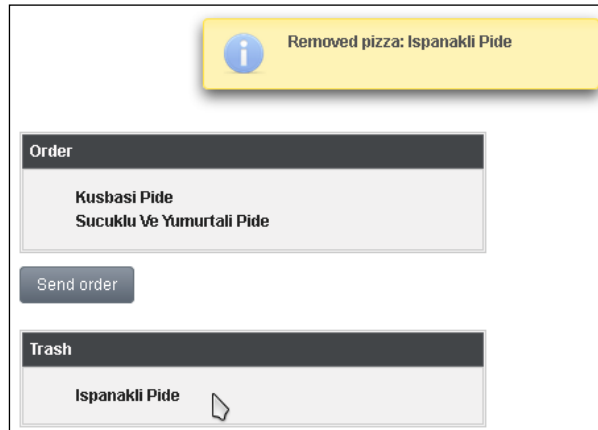 Removed pizza: Ispanakli Pide
Order
Kusbasi Pide
Sucuklu Ve Yumurtali Pide
Send order
Trash
Ispanakli Pide